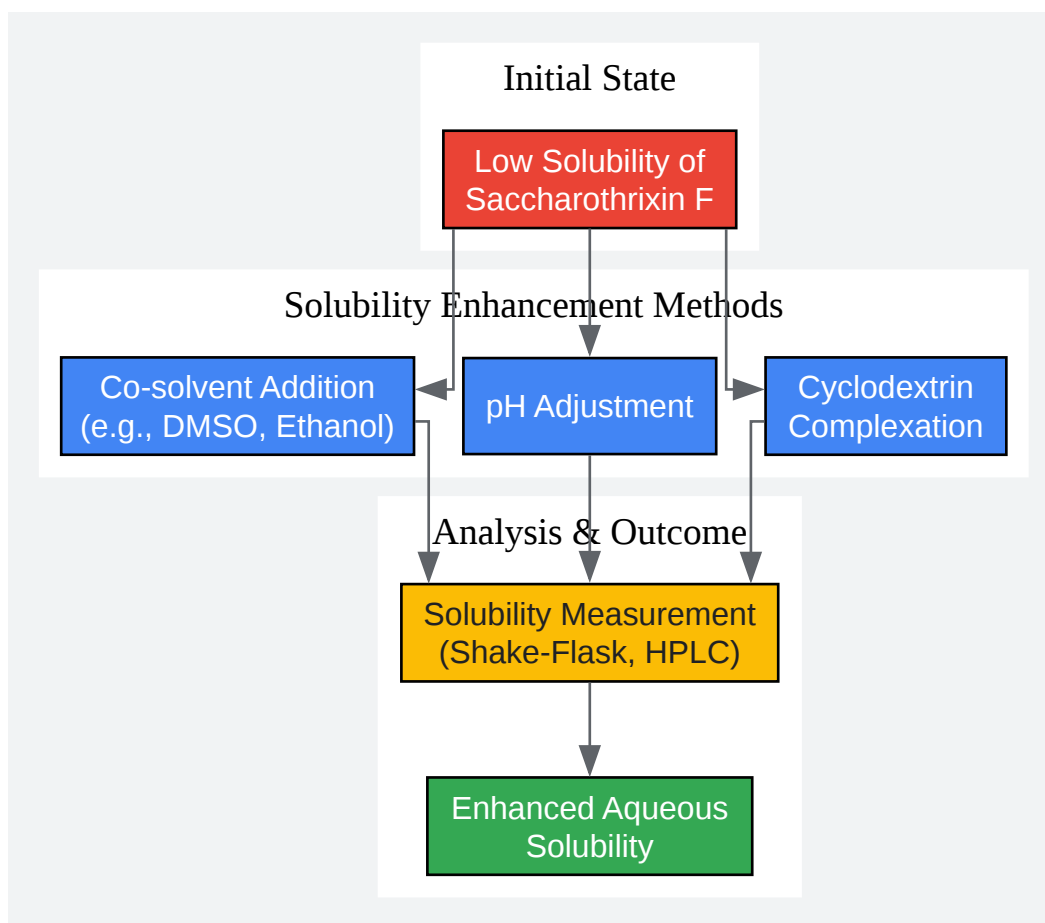 Initial State
Low Solubility of
Saccharothrixin F
Solubility Enhancement Methods
Co-solvent Addition
(e.g., DMSO, Ethanol)
pH Adjustment
Cyclodextrin
Complexation
Analysis & Outcome
Solubility Measurement
(Shake-Flask, HPLC)
Enhanced Aqueous
Solubility